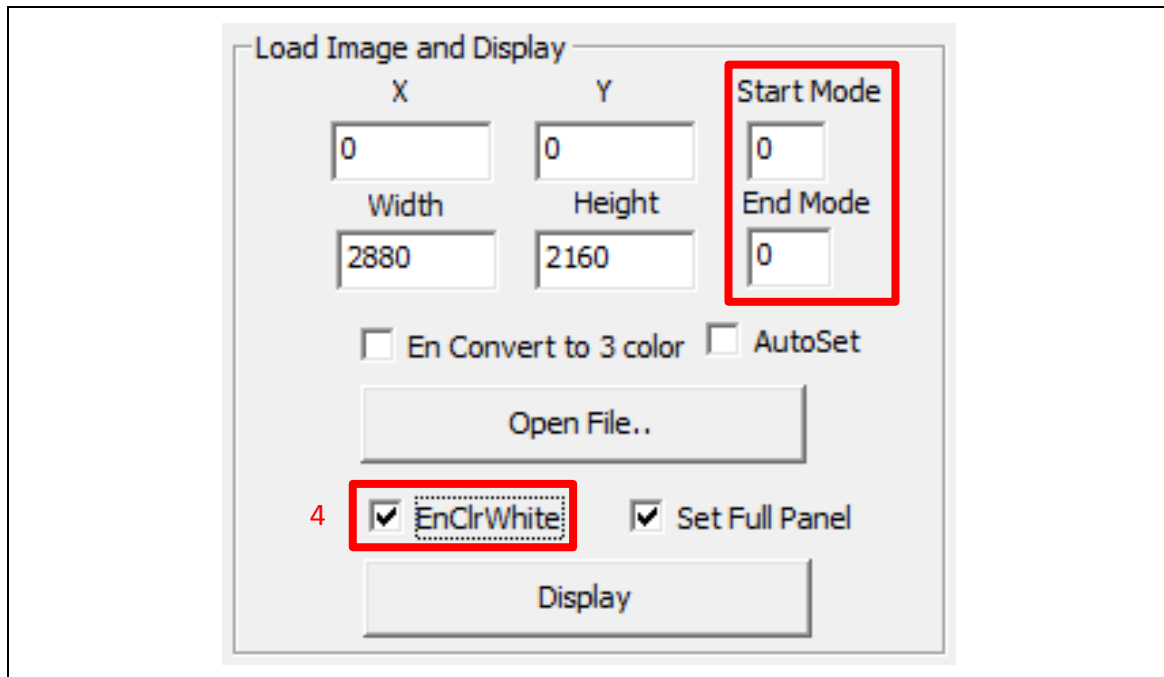 Load Image and Display
X Y Start Mode
0 0 0
Width Height End Mode
2880 2160 0
En Convert to 3 color AutoSet
Open File..
4 EnClrWhite Set Full Panel
Display